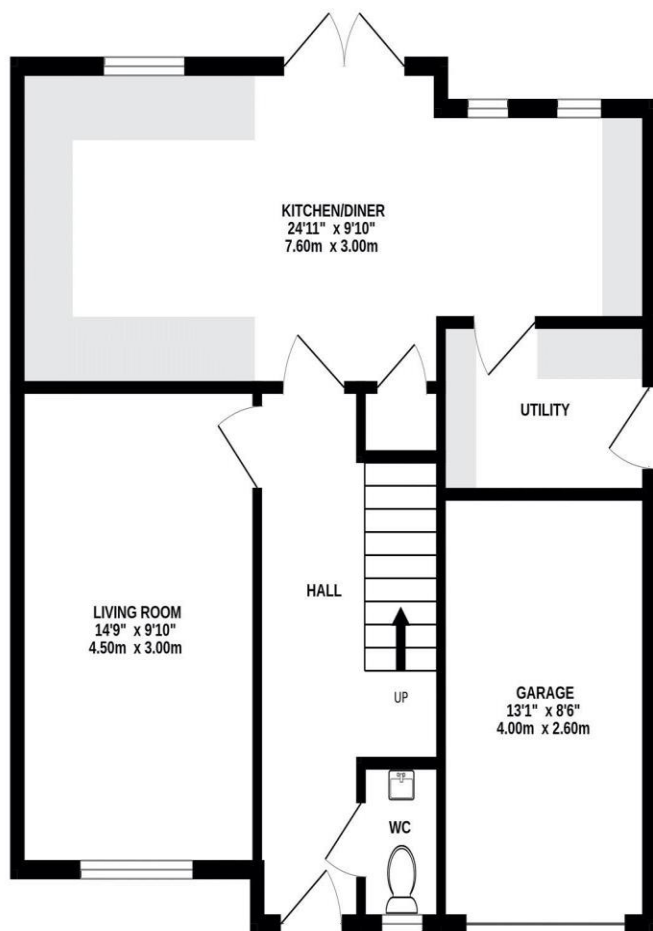 KITCHEN/DINER
24'11" x 9'10"
7.60m x 3.00m
UTILITY
HALL
LIVING ROOM
14'9" x 9'10"
4.50m x 3.00m
UP
GARAGE
13'1" x 8'6"
4.00m x 2.60m
WC